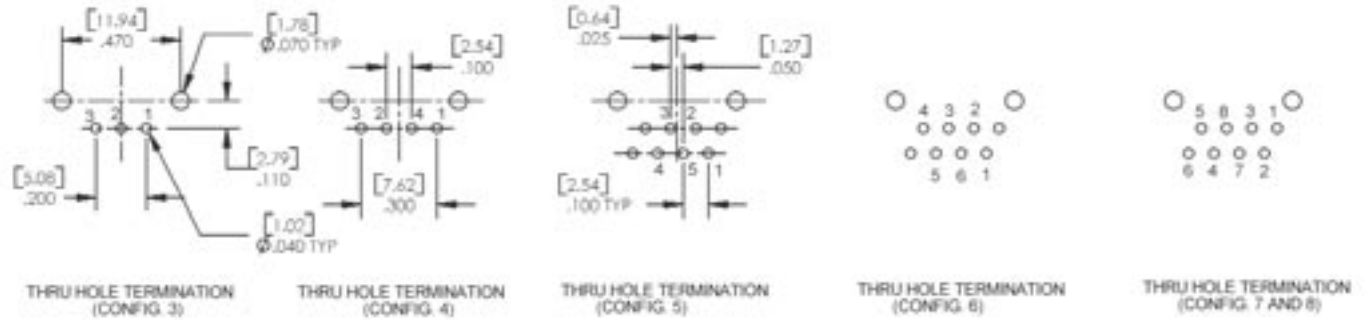 [11.94]
.470
[1.78]
Ø.070 TYP
3 2 1
[2.79]
.110
[5.08]
.200
[1.02]
Ø.040 TYP
THRU HOLE TERMINATION
(CONFIG. 3)
[2.54]
.100
3 2 4 1
[7.62]
.300
THRU HOLE TERMINATION
(CONFIG. 4)
[0.64]
.025
[1.27]
.050
3 2
4 5 1
[2.54]
.100 TYP
THRU HOLE TERMINATION
(CONFIG. 5)
4 3 2
5 6 1
THRU HOLE TERMINATION
(CONFIG. 6)
5 8 3 1
6 4 7 2
THRU HOLE TERMINATION
(CONFIG. 7 AND 8)